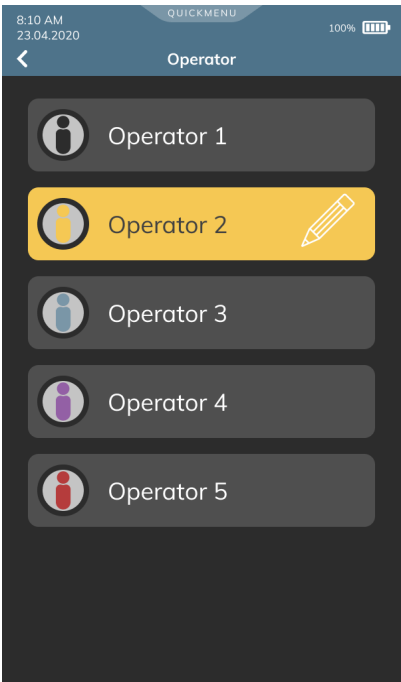 QUICKMENU
8:10 AM
23.04.2020
100%
Operator
Operator 1
Operator 2
Operator 3
Operator 4
Operator 5